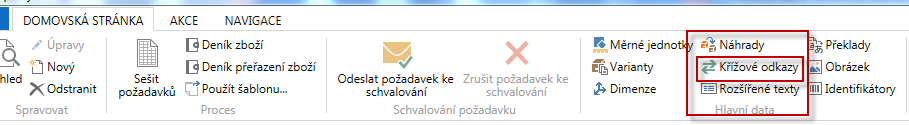 DOMOVSKÁ STRÁNKA AKCE NAVIGACE
hled
Úpravy
Nový
Odstranit
Spravovat
Sešit
požadavků
Deník zboží
Deník přeřazení zboží
Použít šablonu...
Proces
Odeslat požadavek ke
schvalování
Zrušit požadavek ke
schvalování
Schvalování požadavku
Měrné jednotky
Varianty
Dimenze
Náhrady
Křížové odkazy
Rozšířené texty
Překlady
Obrázek
Identifikátory
Hlavní data